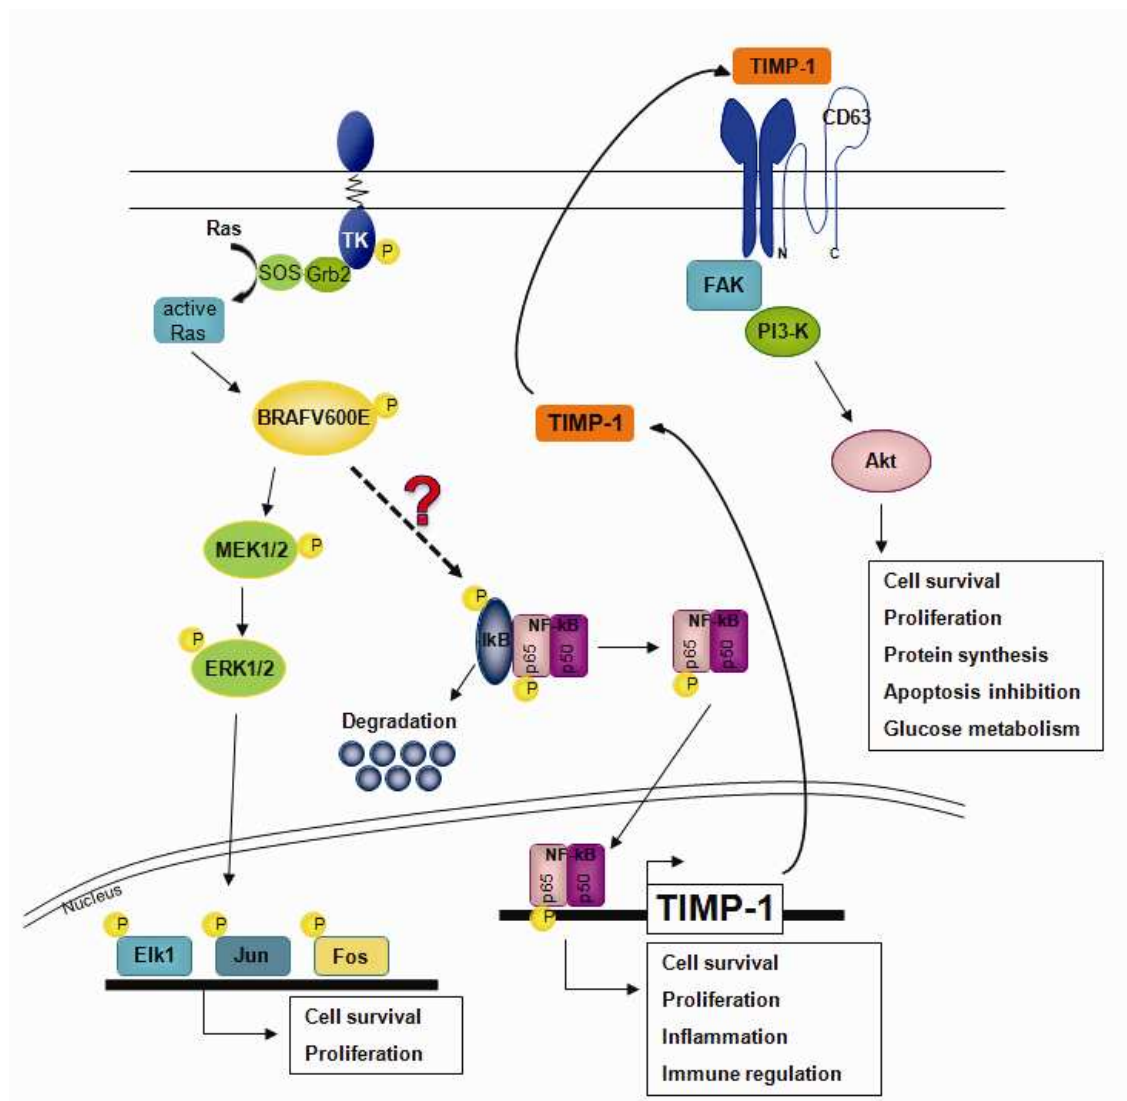 TIMP-1
CD63
Ras
TK
P
SOS
Grb2
N
C
FAK
active
Ras
PI3-K
BRAFV600E
P
TIMP-1
Akt
?
MEK1/2
P
Cell survival
Proliferation
Protein synthesis
Apoptosis inhibition
Glucose metabolism
P
IkB
NF-kB
p65
p50
P
NF-kB
p65
p50
P
P
ERK1/2
Degradation
Nucleus
NF-kB
p65
p50
P
TIMP-1
P
Elk1
P
Jun
P
Fos
Cell survival
Proliferation
Cell survival
Proliferation
Inflammation
Immune regulation